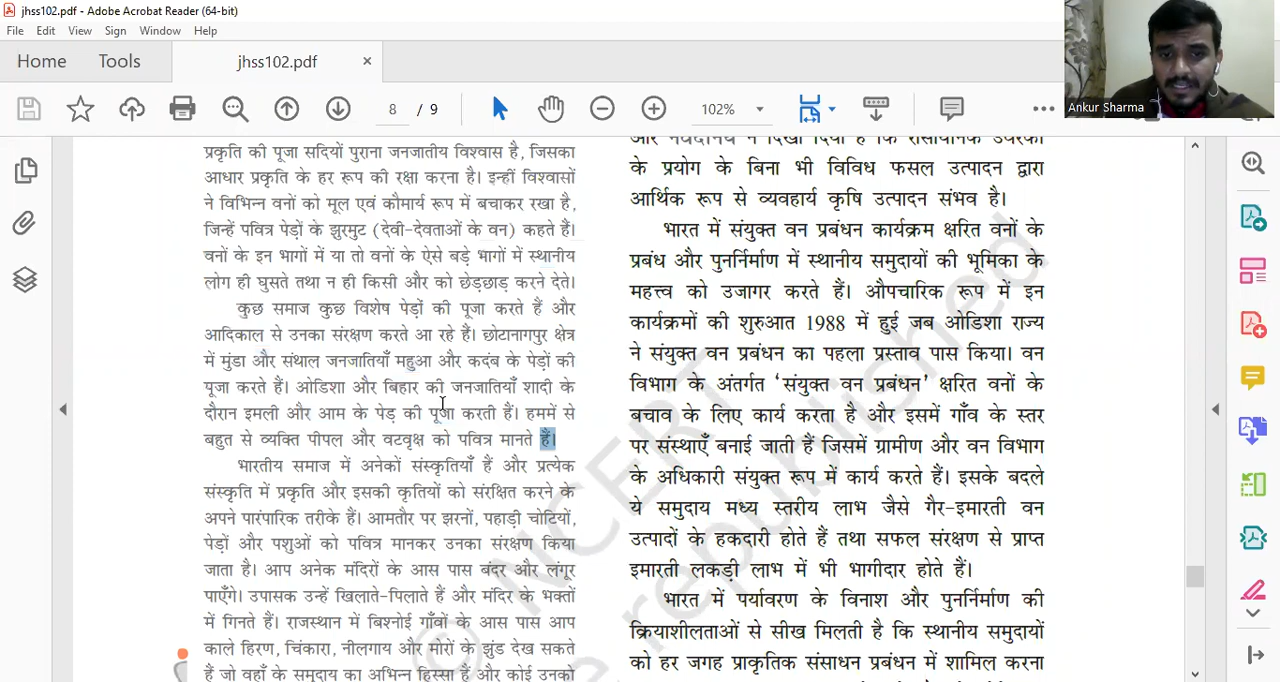 jhss102.pdf - Adobe Acrobat Reader (64-bit)
File Edit View Sign Window Help
Home Tools jhss102.pdf ×
8 / 9 102%
Ankur Sharma
प्रकृति की पूजा सदियों पुराना जनजातीय विश्वास है, जिसका
आधार प्रकृति के हर रूप की रक्षा करना है। इन्हीं विश्वासों
ने विभिन्न वनों को मूल एवं कौमार्य रूप में बचाकर रखा है,
जिन्हें पवित्र पेड़ों के झुरमुट (देवी-देवताओं के वन) कहते हैं।
वनों के इन भागों में या तो वनों के ऐसे बड़े भागों में स्थानीय
लोग ही घुसते तथा न ही किसी और को छेड़छाड़ करने देते।
कुछ समाज कुछ विशेष पेड़ों की पूजा करते हैं और
आदिकाल से उनका संरक्षण करते आ रहे हैं। छोटानागपुर क्षेत्र
में मुंडा और संथाल जनजातियाँ महुआ और कदंब के पेड़ों की
पूजा करते हैं। ओडिशा और बिहार की जनजातियाँ शादी के
दौरान इमली और आम के पेड़ की पूजा करती हैं। हममें से
बहुत से व्यक्ति पीपल और वटवृक्ष को पवित्र मानते हैं।
भारतीय समाज में अनेकों संस्कृतियाँ हैं और प्रत्येक
संस्कृति में प्रकृति और इसकी कृतियों को संरक्षित करने के
अपने पारंपारिक तरीके हैं। आमतौर पर झरनों, पहाड़ी चोटियों,
पेड़ों और पशुओं को पवित्र मानकर उनका संरक्षण किया
जाता है। आप अनेक मंदिरों के आस पास बंदर और लंगूर
पाएँगे। उपासक उन्हें खिलाते-पिलाते हैं और मंदिर के भक्तों
में गिनते हैं। राजस्थान में बिश्नोई गाँवों के आस पास आप
काले हिरण, चिंकारा, नीलगाय और मोरों के झुंड देख सकते
हैं जो वहाँ के समुदाय का अभिन्न हिस्सा हैं और कोई उनको
और नवदानय ने दिखा दिया है कि रासायनिक उर्वरकों
के प्रयोग के बिना भी विविध फसल उत्पादन द्वारा
आर्थिक रूप से व्यवहार्य कृषि उत्पादन संभव है।
भारत में संयुक्त वन प्रबंधन कार्यक्रम क्षरित वनों के
प्रबंध और पुनर्निर्माण में स्थानीय समुदायों की भूमिका के
महत्त्व को उजागर करते हैं। औपचारिक रूप में इन
कार्यक्रमों की शुरुआत 1988 में हुई जब ओडिशा राज्य
ने संयुक्त वन प्रबंधन का पहला प्रस्ताव पास किया। वन
विभाग के अंतर्गत ‘संयुक्त वन प्रबंधन’ क्षरित वनों के
बचाव के लिए कार्य करता है और इसमें गाँव के स्तर
पर संस्थाएँ बनाई जाती हैं जिसमें ग्रामीण और वन विभाग
के अधिकारी संयुक्त रूप में कार्य करते हैं। इसके बदले
ये समुदाय मध्य स्तरीय लाभ जैसे गैर-इमारती वन
उत्पादों के हकदारी होते हैं तथा सफल संरक्षण से प्राप्त
इमारती लकड़ी लाभ में भी भागीदार होते हैं।
भारत में पर्यावरण के विनाश और पुनर्निर्माण की
क्रियाशीलताओं से सीख मिलती है कि स्थानीय समुदायों
को हर जगह प्राकृतिक संसाधन प्रबंधन में शामिल करना
© NCERT
be republished